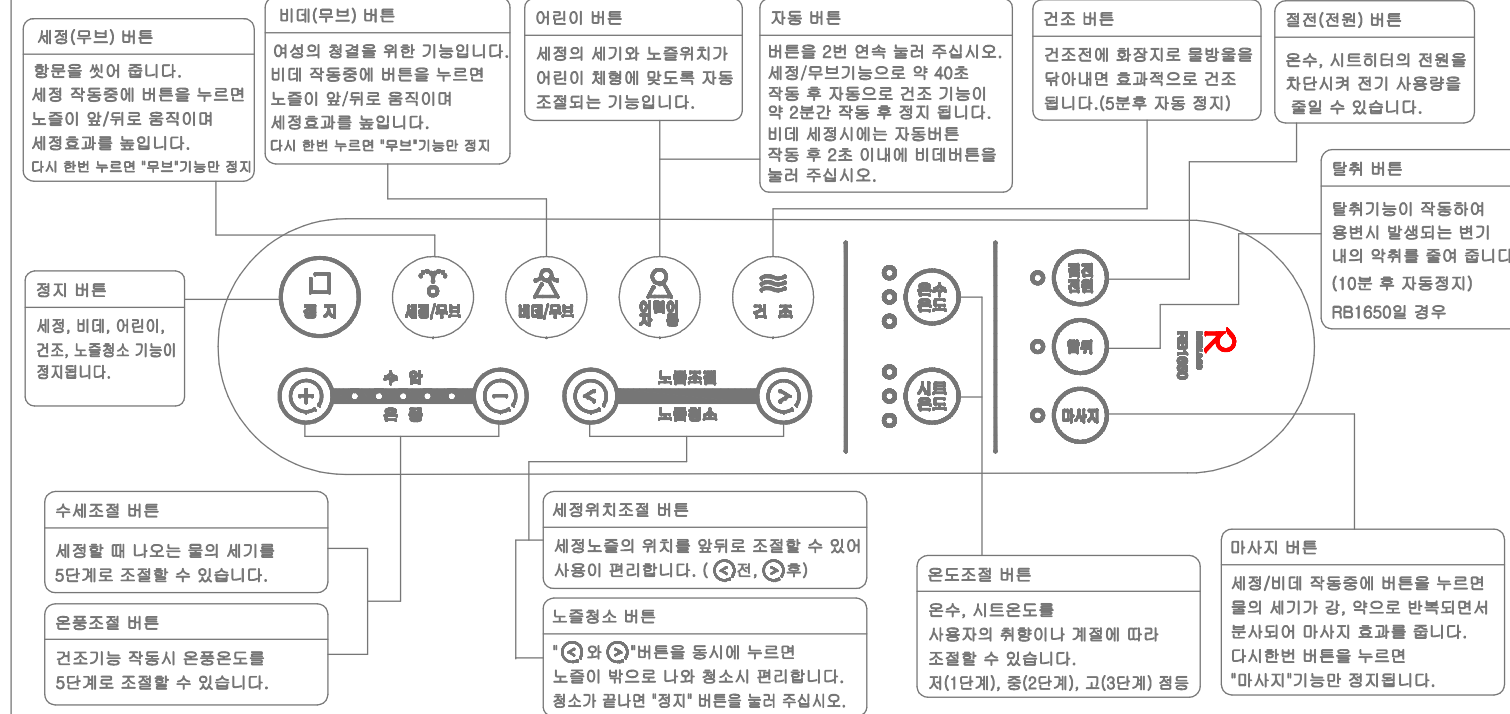 세정(무브) 버튼
항문을 씻어 줍니다.
세정 작동중에 버튼을 누르면
노즐이 앞/뒤로 움직이며
세정효과를 높입니다.
다시 한번 누르면 "무브"기능만 정지
비데(무브) 버튼
여성의 청결을 위한 기능입니다.
비데 작동중에 버튼을 누르면
노즐이 앞/뒤로 움직이며
세정효과를 높입니다.
다시 한번 누르면 "무브"기능만 정지
어린이 버튼
세정의 세기와 노즐위치가
어린이 체형에 맞도록 자동
조절되는 기능입니다.
자동 버튼
버튼을 2번 연속 눌러 주십시오.
세정/무브기능으로 약 40초
작동 후 자동으로 건조 기능이
약 2분간 작동 후 정지 됩니다.
비데 세정시에는 자동버튼
작동 후 2초 이내에 비데버튼을
눌러 주십시오.
건조 버튼
건조전에 화장지로 물방울을
닦아내면 효과적으로 건조
됩니다.(5분후 자동 정지)
절전(전원) 버튼
온수, 시트히터의 전원을
차단시켜 전기 사용량을
줄일 수 있습니다.
탈취 버튼
탈취기능이 작동하여
용변시 발생되는 변기
내의 악취를 줄여 줍니다
(10분 후 자동정지)
RB1650일 경우
정지 버튼
세정, 비데, 어린이,
건조, 노즐청소 기능이
정지됩니다.
정 지
세정/무브
비데/무브
어린이
자 동
건 조
온수
온도
절전
전원
탈취
RB1650
수 압
온 풍
노즐조절
노즐청소
시트
온도
마사지
수세조절 버튼
세정할 때 나오는 물의 세기를
5단계로 조절할 수 있습니다.
온풍조절 버튼
건조기능 작동시 온풍온도를
5단계로 조절할 수 있습니다.
세정위치조절 버튼
세정노즐의 위치를 앞뒤로 조절할 수 있어
사용이 편리합니다. ( <전, >후)
노즐청소 버튼
"< 와 >"버튼을 동시에 누르면
노즐이 밖으로 나와 청소시 편리합니다.
청소가 끝나면 "정지" 버튼을 눌러 주십시오.
온도조절 버튼
온수, 시트온도를
사용자의 취향이나 계절에 따라
조절할 수 있습니다.
저(1단계), 중(2단계), 고(3단계) 점등
마사지 버튼
세정/비데 작동중에 버튼을 누르면
물의 세기가 강, 약으로 반복되면서
분사되어 마사지 효과를 줍니다.
다시한번 버튼을 누르면
"마사지"기능만 정지됩니다.